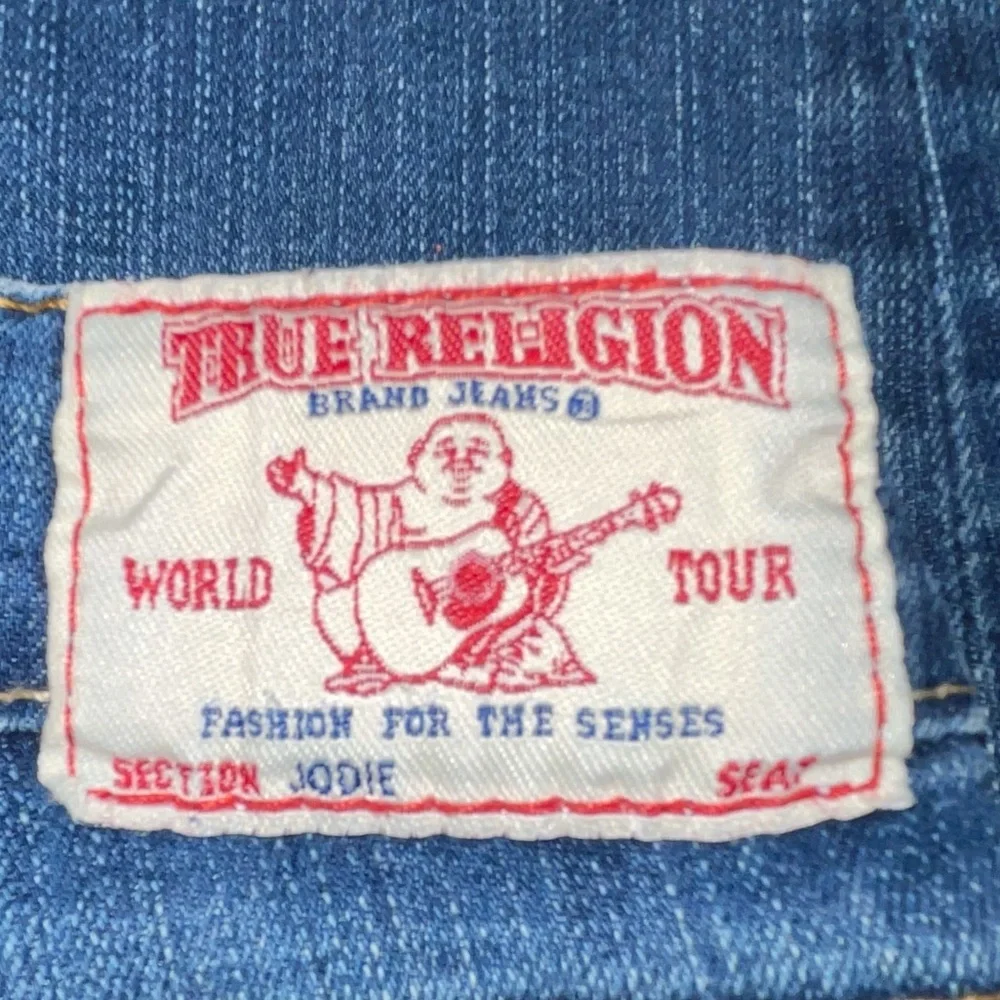 TRUE RELIGION
BRAND JEANS ®
WORLD TOUR
FASHION FOR THE SENSES
SECTION JODIE SEAT